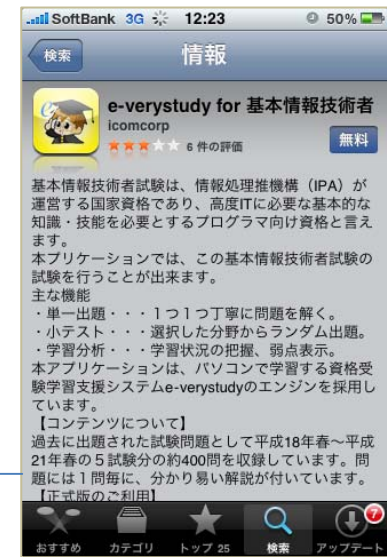 SoftBank 3G 12:23 50%
検索 情報
e-verystudy for 基本情報技術者
icomcorp
6 件の評価 無料
基本情報技術者試験は、情報処理推進機構（IPA）が
運営する国家資格であり、高度ITに必要な基本的な
知識・技能を必要とするプログラマ向け資格と言え
ます。
本プリケーションでは、この基本情報技術者試験の
試験を行うことが出来ます。
主な機能
・単一出題・・・１つ１つ丁寧に問題を解く。
・小テスト・・・選択した分野からランダム出題。
・学習分析・・・学習状況の把握、弱点表示。
本アプリケーションは、パソコンで学習する資格受
験学習支援システムe-verystudyのエンジンを採用し
ています。
【コンテンツについて】
過去に出題された試験問題として平成18年春～平成
21年春の５試験分の約400問を収録しています。問
題には１問毎に、分かり易い解説が付いています。
【正式版のご利用】
7
おすすめ カテゴリ トップ 25 検索 アップデート